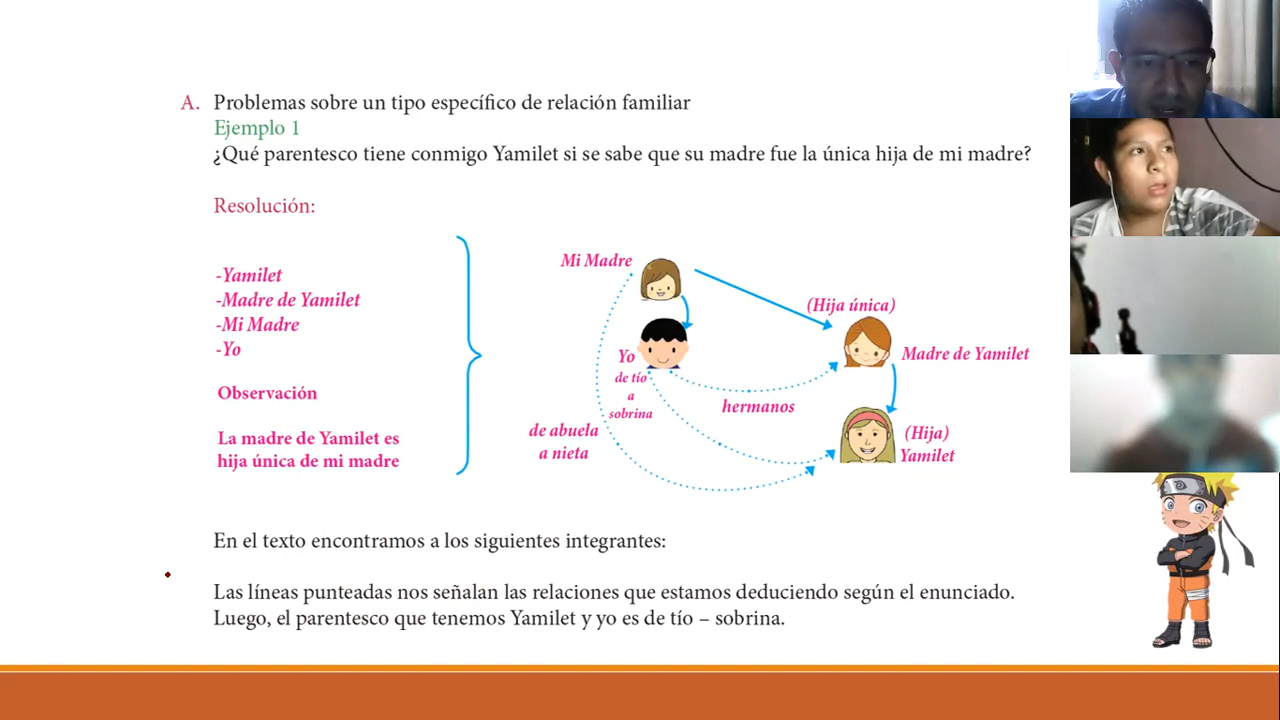 A. Problemas sobre un tipo específico de relación familiar
Ejemplo 1
¿Qué parentesco tiene conmigo Yamilet si se sabe que su madre fue la única hija de mi madre?
Resolución:
-Yamilet
-Madre de Yamilet
-Mi Madre
-Yo
Observación
La madre de Yamilet es
hija única de mi madre
Mi Madre
(Hija única)
Yo
Madre de Yamilet
de tío
a
sobrina
hermanos
de abuela
a nieta
(Hija)
Yamilet
En el texto encontramos a los siguientes integrantes:
Las líneas punteadas nos señalan las relaciones que estamos deduciendo según el enunciado.
Luego, el parentesco que tenemos Yamilet y yo es de tío – sobrina.